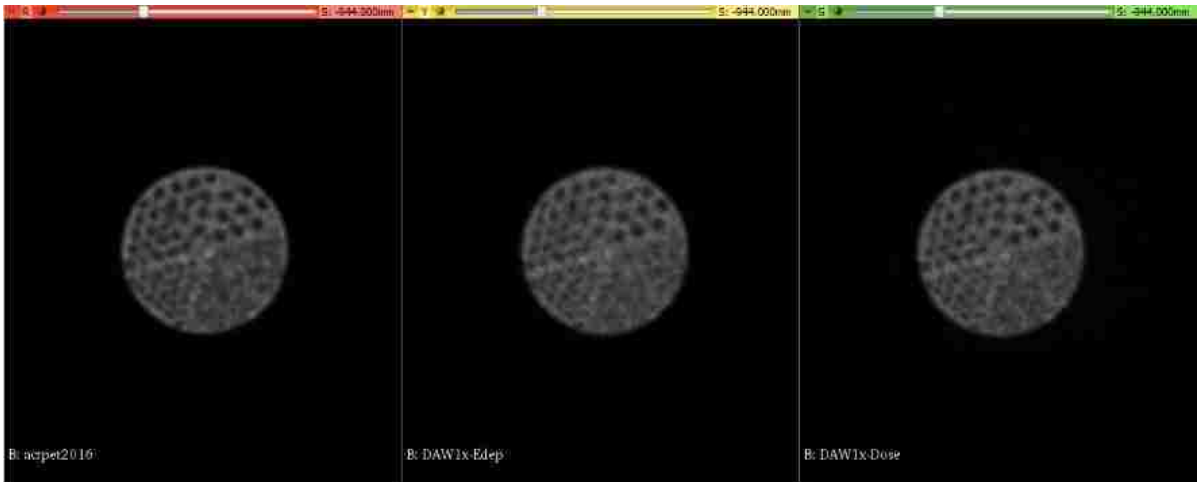 R S: -944.000mm
Y S: -944.000mm
G S: -944.000mm
B: acrpet2016
B: DAW1x-Edep
B: DAW1x-Dose